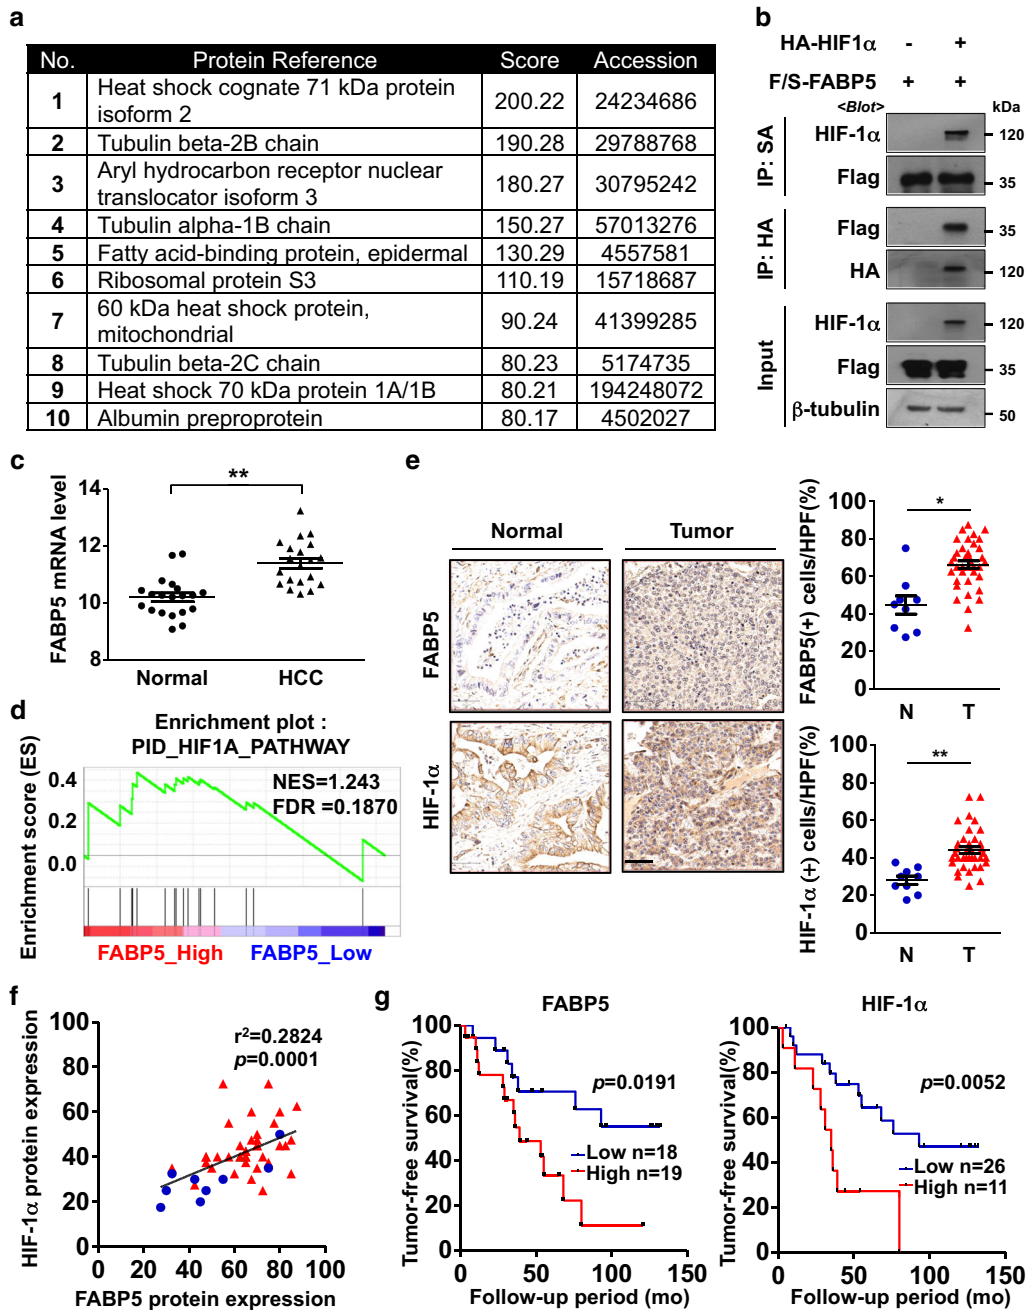 a
No. Protein Reference Score Accession
1 Heat shock cognate 71 kDa protein isoform 2 200.22 24234686
2 Tubulin beta-2B chain 190.28 29788768
3 Aryl hydrocarbon receptor nuclear translocator isoform 3 180.27 30795242
4 Tubulin alpha-1B chain 150.27 57013276
5 Fatty acid-binding protein, epidermal 130.29 4557581
6 Ribosomal protein S3 110.19 15718687
7 60 kDa heat shock protein, mitochondrial 90.24 41399285
8 Tubulin beta-2C chain 80.23 5174735
9 Heat shock 70 kDa protein 1A/1B 80.21 194248072
10 Albumin preproprotein 80.17 4502027
b
HA-HIF1α - +
F/S-FABP5 + +
<Blot> kDa
IP: SA
HIF-1α 120
Flag 35
IP: HA
Flag 35
HA 120
Input
HIF-1α 120
Flag 35
β-tubulin 50
c
FABP5 mRNA level
14
12
10
8
**
Normal HCC
d
Enrichment plot :
PID_HIF1A_PATHWAY
Enrichment score (ES)
0.4
0.2
0.0
NES=1.243
FDR =0.1870
FABP5_High FABP5_Low
e
Normal Tumor
FABP5
HIF-1α
FABP5(+) cells/HPF(%)
100
80
60
40
20
0
*
N T
HIF-1α (+) cells/HPF(%)
100
80
60
40
20
0
**
N T
f
HIF-1α protein expression
100
80
60
40
20
0
r²=0.2824
p=0.0001
0 20 40 60 80 100
FABP5 protein expression
g
FABP5
Tumor-free survival(%)
100
80
60
40
20
0
p=0.0191
Low n=18
High n=19
0 50 100 150
Follow-up period (mo)
HIF-1α
Tumor-free survival(%)
100
80
60
40
20
0
p=0.0052
Low n=26
High n=11
0 50 100 150
Follow-up period (mo)